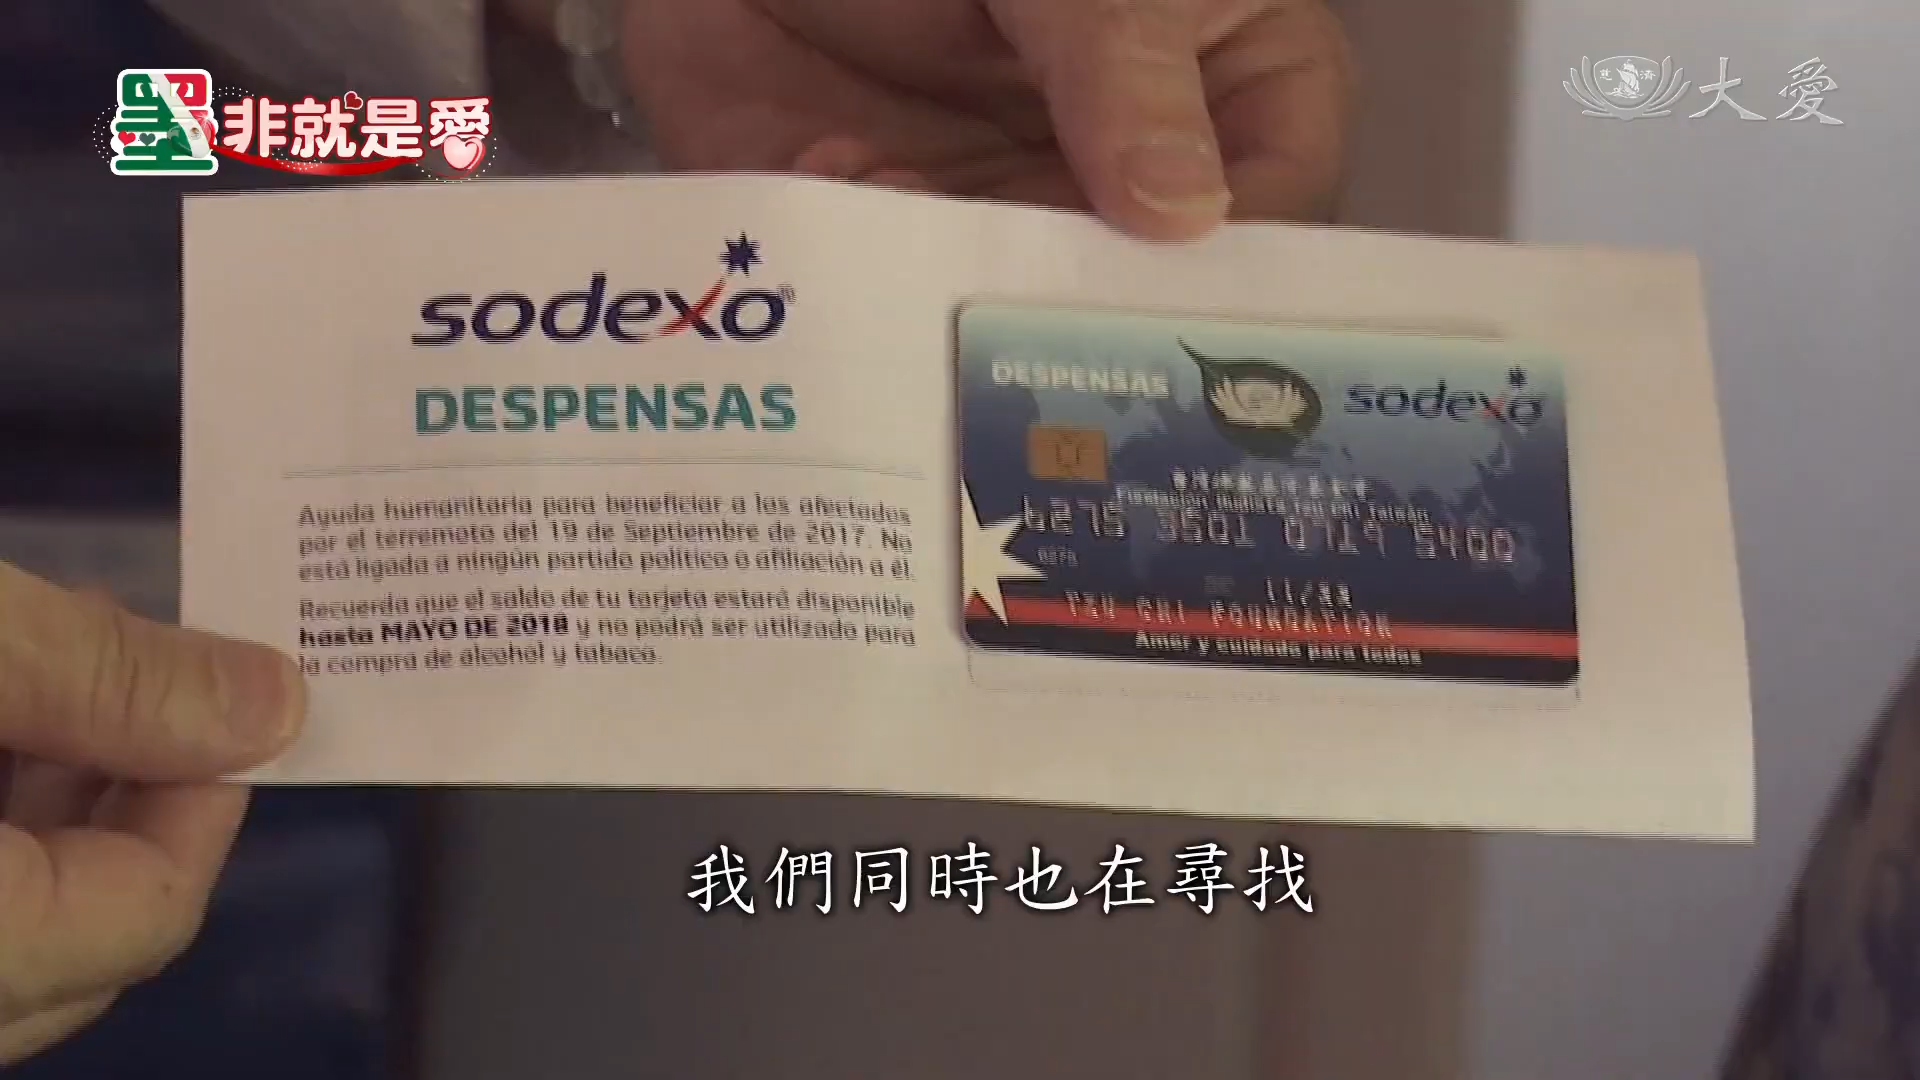 墨非就是愛
慈濟
大愛
sodexo®
DESPENSAS
Ayuda humanitaria para beneficiar a los afectados
por el terremoto del 19 de Septiembre de 2017. No
está ligada a ningún partido político o afiliación a él.
Recuerda que el saldo de tu tarjeta estará disponible
hasta MAYO DE 2018 y no podrá ser utilizado para
la compra de alcohol y tabaco.
DESPENSAS
sodexo
11/
TZU CHI FOUNDATION
Amor y cuidado para todos
我們同時也在尋找